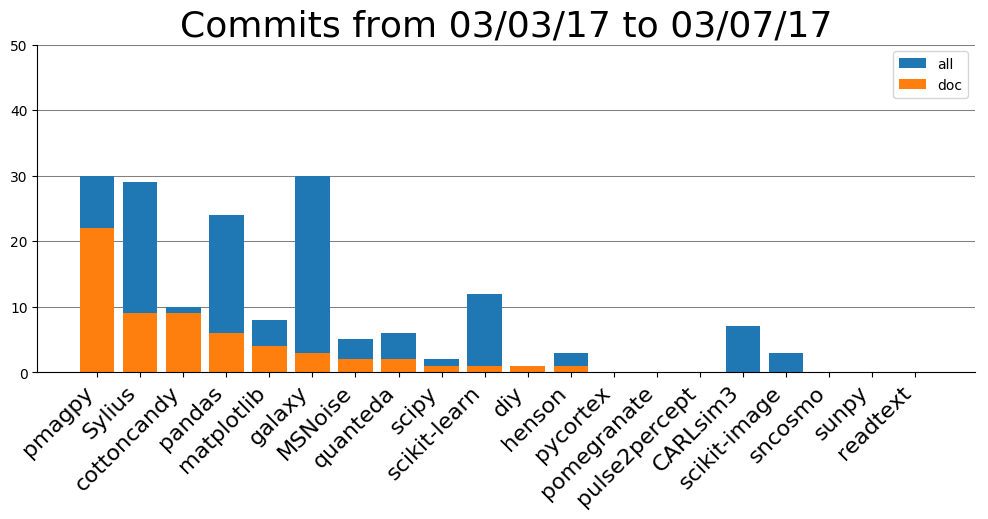 Commits from 03/03/17 to 03/07/17
50
40
30
20
10
0
all
doc
pmagpy
Sylius
cottoncandy
pandas
matplotlib
galaxy
MSNoise
quanteda
scipy
scikit-learn
diy
henson
pycortex
pomegranate
pulse2percept
CARLsim3
scikit-image
sncosmo
sunpy
readtext